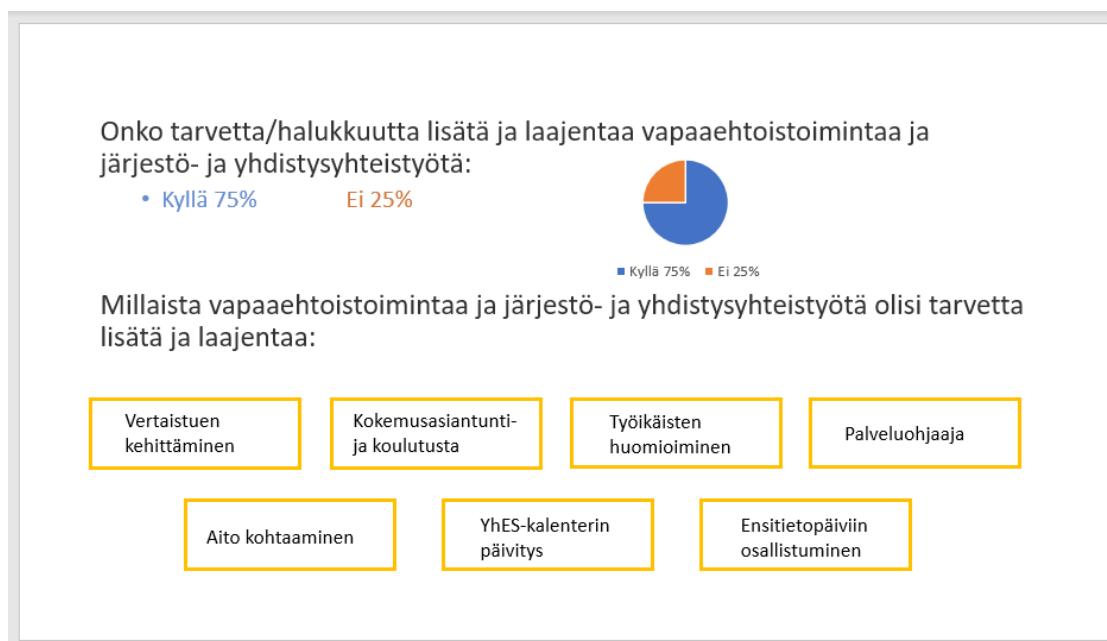 Onko tarvetta/halukkuutta lisätä ja laajentaa vapaaehtoistoimintaa ja
järjestö- ja yhdistysyhteistyötä:
• Kyllä 75% Ei 25%
Kyllä 75% Ei 25%
Millaista vapaaehtoistoimintaa ja järjestö- ja yhdistysyhteistyötä olisi tarvetta
lisätä ja laajentaa:
Vertaistuen
kehittäminen
Kokemusasiantunti-
ja koulutusta
Työikäisten
huomioiminen
Palveluohjaaja
Aito kohtaaminen
YhES-kalenterin
päivitys
Ensitietopäiviin
osallistuminen